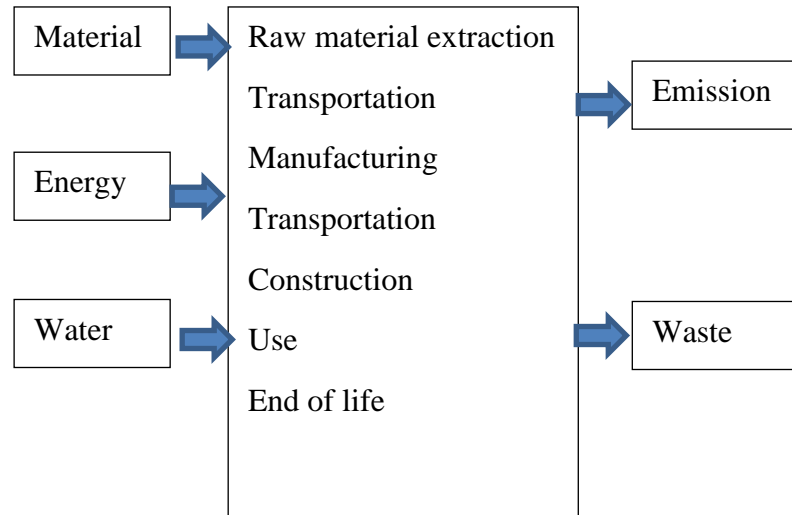 Material
Energy
Water
Raw material extraction
Transportation
Manufacturing
Transportation
Construction
Use
End of life
Emission
Waste